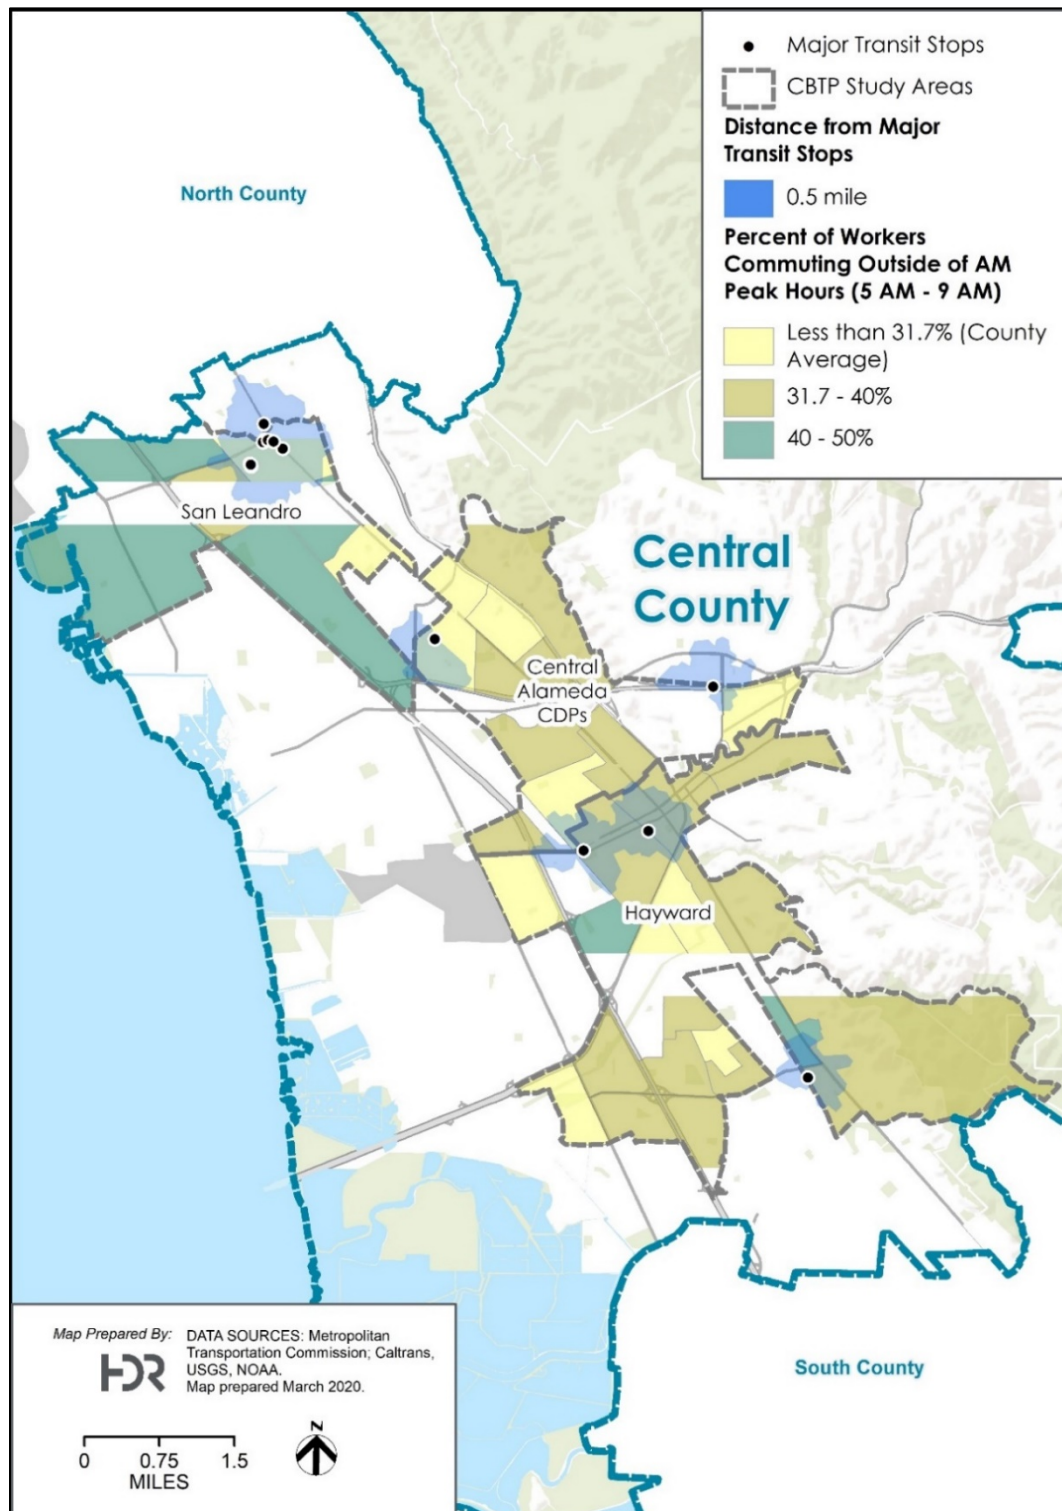 Major Transit Stops
CBTP Study Areas
Distance from Major
Transit Stops
0.5 mile
Percent of Workers
Commuting Outside of AM
Peak Hours (5 AM - 9 AM)
Less than 31.7% (County
Average)
31.7 - 40%
40 - 50%
North County
San Leandro
Central
County
Central
Alameda
CDPs
Hayward
South County
Map Prepared By:
HDR
DATA SOURCES: Metropolitan
Transportation Commission; Caltrans,
USGS, NOAA.
Map prepared March 2020.
0 0.75 1.5
MILES
N